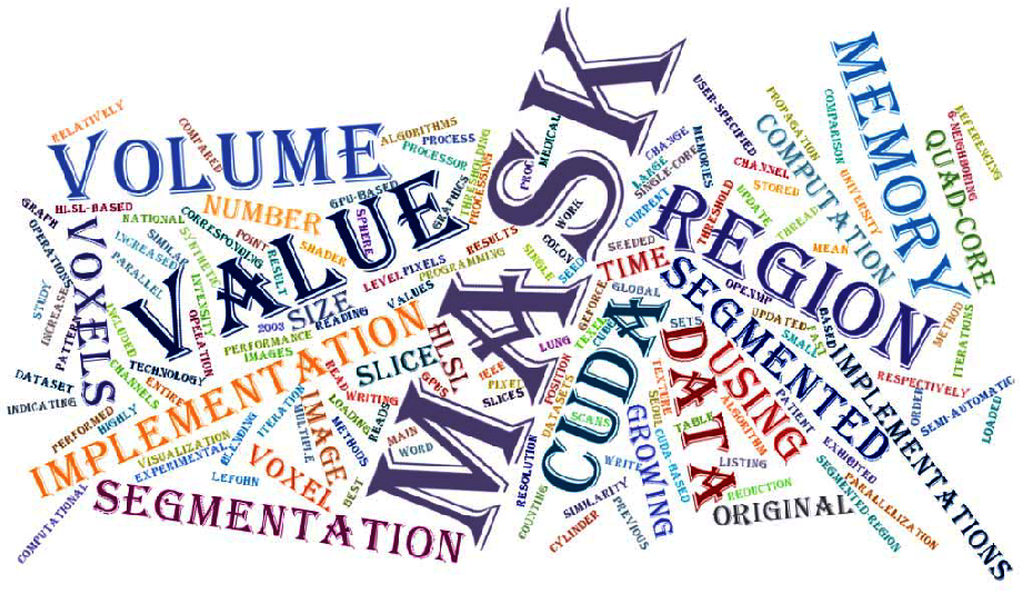 MASK
VOLUME
VALUE
REGION
MEMORY
SEGMENTED
IMPLEMENTATION
SEGMENTATION
CUDA
DATA
DUSING
IMPLEMENTATIONS
COMPUTATION
QUAD-CORE
VOXELS
NUMBER
SIZE
SLICE
HLSL
IMAGE
VOXEL
TIME
GROWING
ORIGINAL
RELATIVELY
COMPARED
ALGORITHMS
PROCESS
PROCESSOR
THRESHOLDING
PROCESSING
GPU-BASED
GRAPHICS
GRAPH
HLSL-BASED
NATIONAL
CORRESPONDING
SPHERE
OPERATIONS
SIMILAR
INCREASED
SYNTHETIC
POINT
RESULT
SHADER
PARALLEL
INTENSITY
LEVEL
PIXELS
RESULTS
PROGRAMMING
VALUES
STUDY
INCREASE
PATTERN
INCLUDED
OPERATION
2003
READING
PERFORMANCE
IMAGES
TECHNOLOGY
DATASET
INDICATING
CHANNELS
ENTIRE
PERFORMED
HIGHLY
VISUALIZATION
EXPERIMENTAL
BLENDING
ITERATION
MULTIPLE
LEFOHN
COMPUTATIONAL
READ
WRITING
LOADING
METHODS
READS
BEST
GPUS
MAIN
WORD
IEEE
PIXEL
SLICES
MEDICAL
PROC
WORK
COLOR
SINGLE
SEED
LUNG
GEFORCE
TEXEL
POSITION
DATASETS
SCANS
RESOLUTION
COUNTING
SIMILARITY
CYLINDER
PREVIOUS
WRITE
CUDA-BASED
SECOND
TEXTURE
SETS
TABLE
ALGORITHM
LISTING
REDUCTION
PATIENT
GLOBAL
SEEDED
CURRENT
LARGE
SINGLE-CORE
CHANGE
MEMORIES
USER-SPECIFIED
CHANNEL
THRESHOLD
UPDATE
STORED
THREAD
MEAN
OPENMP
UPDATED
SMALL
FAST
BASED
PROPAGATION
COMPARISON
UNIVERSITY
REFERENCING
6-NEIGHBORING
METHOD
ITERATIONS
RESPECTIVELY
ORDER
SEMI-AUTOMATIC
LOADED
EXHIBITED
PARALLELIZATION
SEGMENTED-REGION